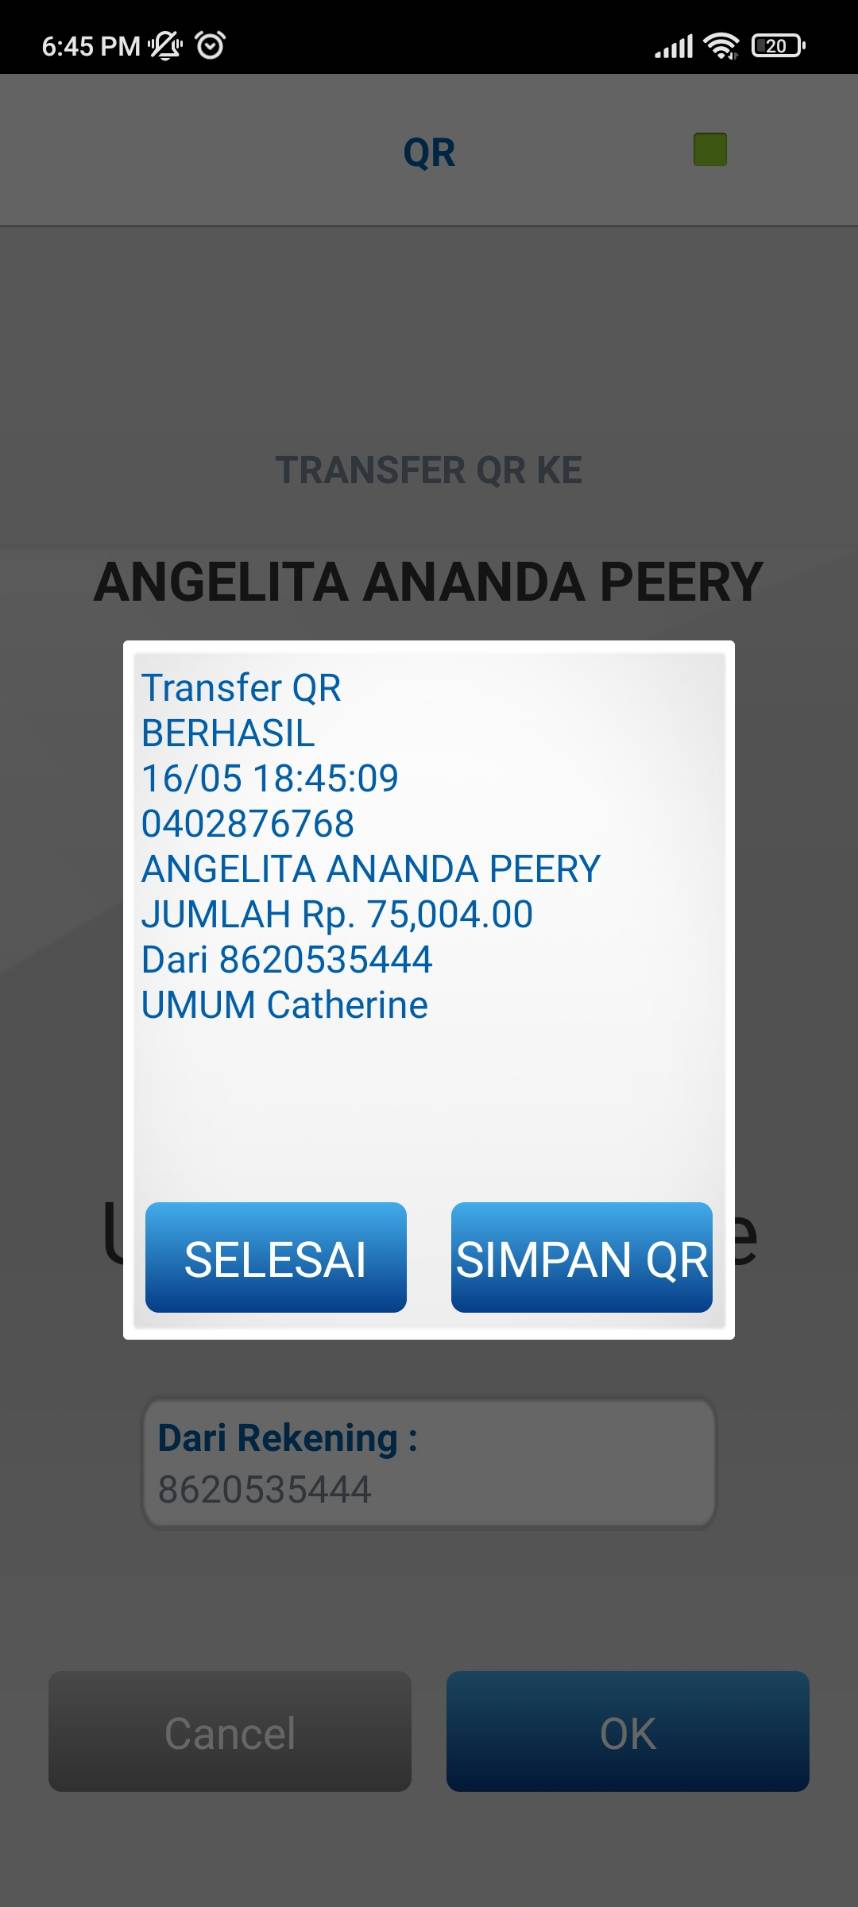 6:45 PM
20
QR
TRANSFER QR KE
ANGELITA ANANDA PEERY
Transfer QR
BERHASIL
16/05 18:45:09
0402876768
ANGELITA ANANDA PEERY
JUMLAH Rp. 75,004.00
Dari 8620535444
UMUM Catherine
SELESAI
SIMPAN QR
Dari Rekening :
8620535444
Cancel
OK